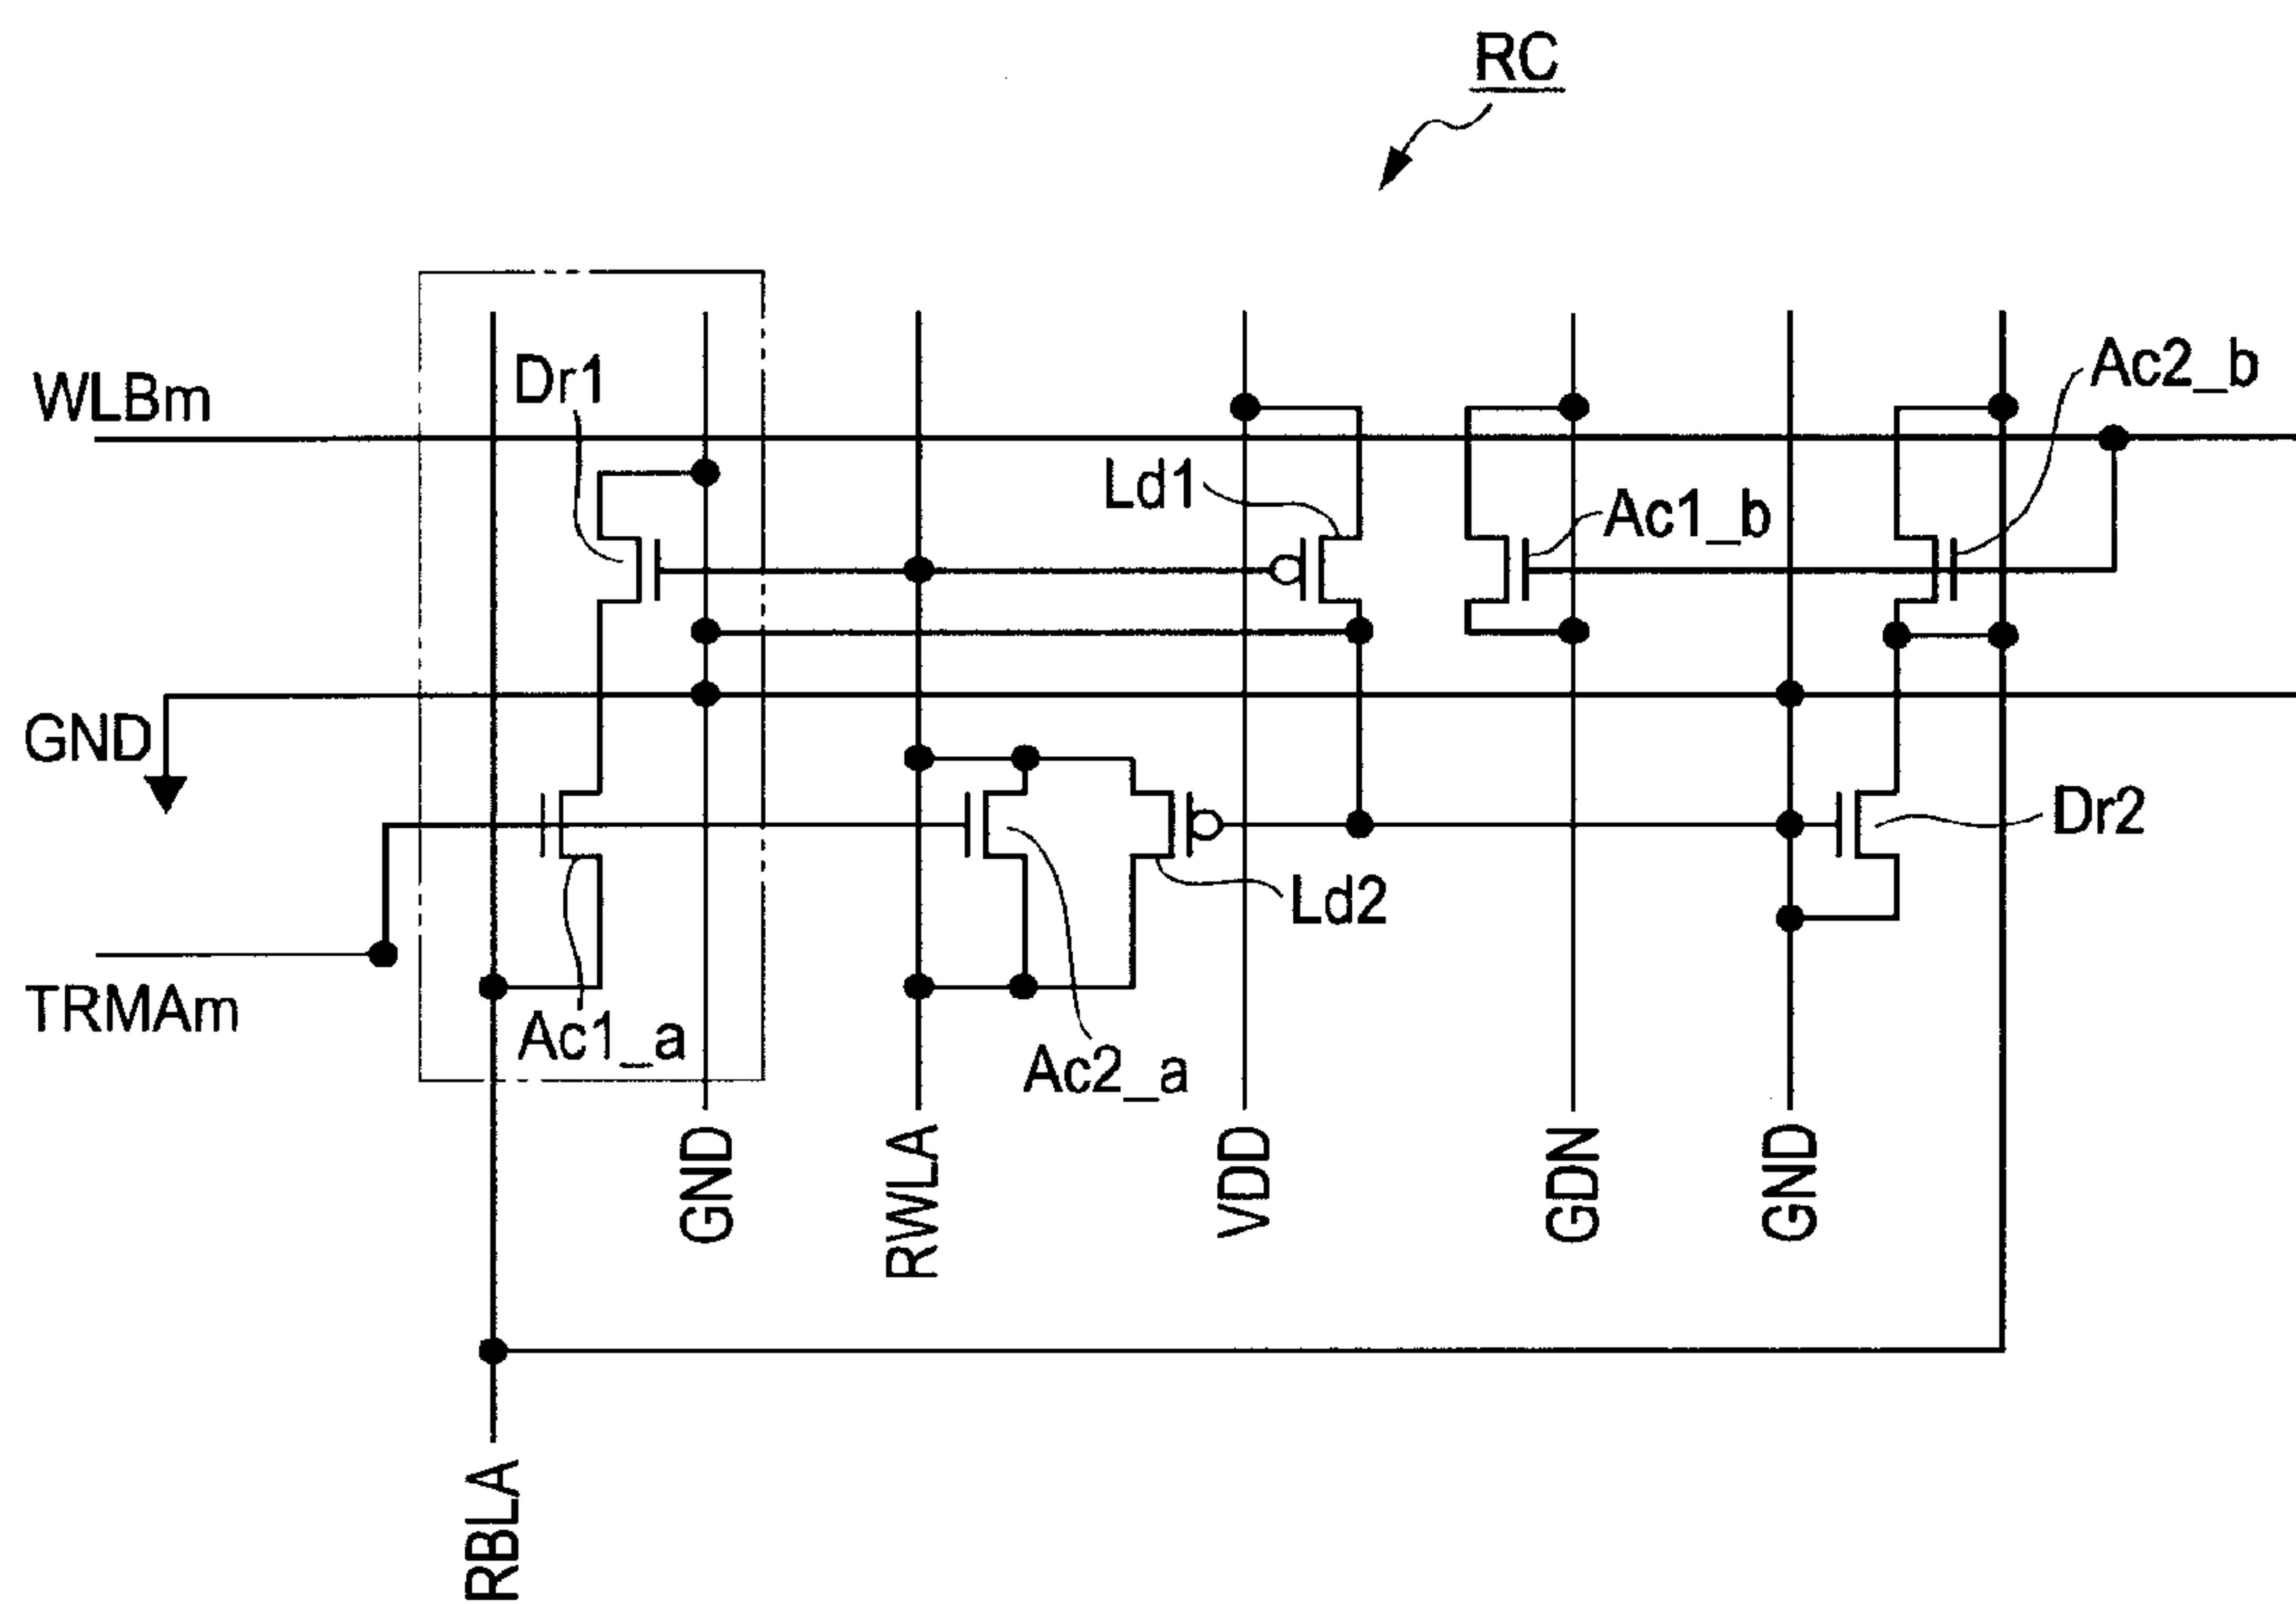 RC
WLBm
Dr1
Ac2_b
Ld1
Ac1_b
GND
Dr2
Ld2
TRMAm
Ac1_a
Ac2_a
GND
RWLA
VDD
GDN
GND
RBLA